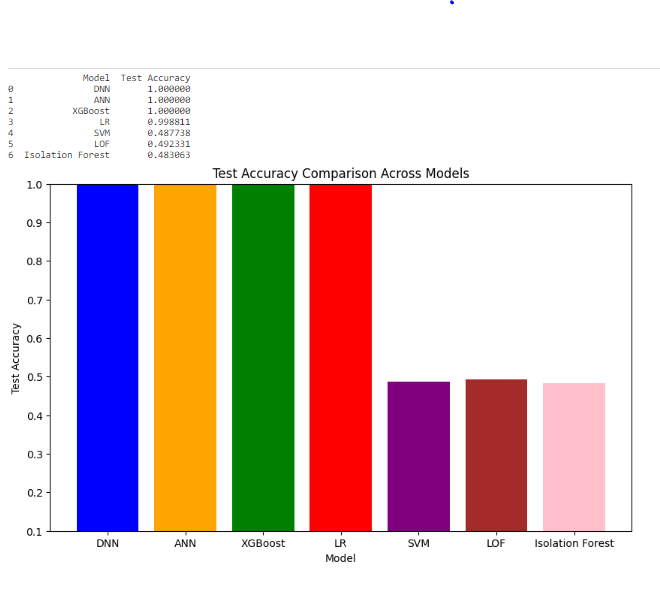 Model Test Accuracy
0 DNN 1.000000
1 ANN 1.000000
2 XGBoost 1.000000
3 LR 0.998811
4 SVM 0.487738
5 LOF 0.492331
6 Isolation Forest 0.483063
Test Accuracy Comparison Across Models
1.0
0.9
0.8
0.7
0.6
0.5
0.4
0.3
0.2
0.1
Test Accuracy
DNN ANN XGBoost LR SVM LOF Isolation Forest
Model